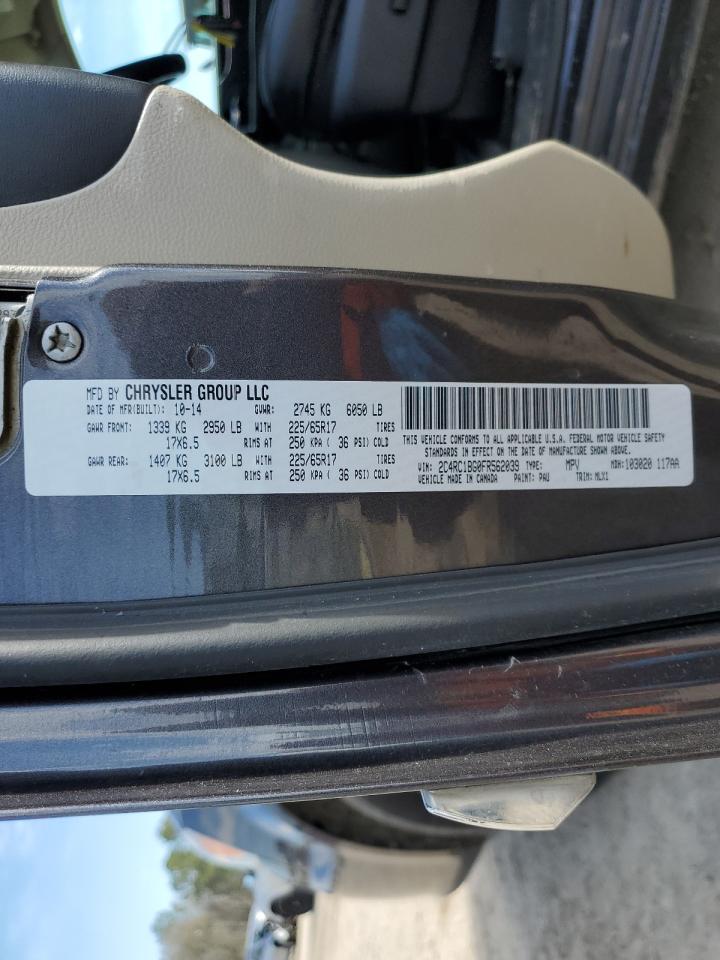 MFD BY CHRYSLER GROUP LLC
DATE OF MFR(BUILT): 10-14 GVWR: 2745 KG 6050 LB
GAWR FRONT: 1339 KG 2950 LB WITH 225/65R17 TIRES
17X6.5 RIMS AT 250 KPA ( 36 PSI) COLD
GAWR REAR: 1407 KG 3100 LB WITH 225/65R17 TIRES
17X6.5 RIMS AT 250 KPA ( 36 PSI) COLD
THIS VEHICLE CONFORMS TO ALL APPLICABLE U.S.A. FEDERAL MOTOR VEHICLE SAFETY
STANDARDS IN EFFECT ON THE DATE OF MANUFACTURE SHOWN ABOVE.
VIN: 2C4RC1BG0FR562039 TYPE: MPV MDH: 103020 117AA
VEHICLE MADE IN CANADA PAINT: PAU TRIM: MLX1